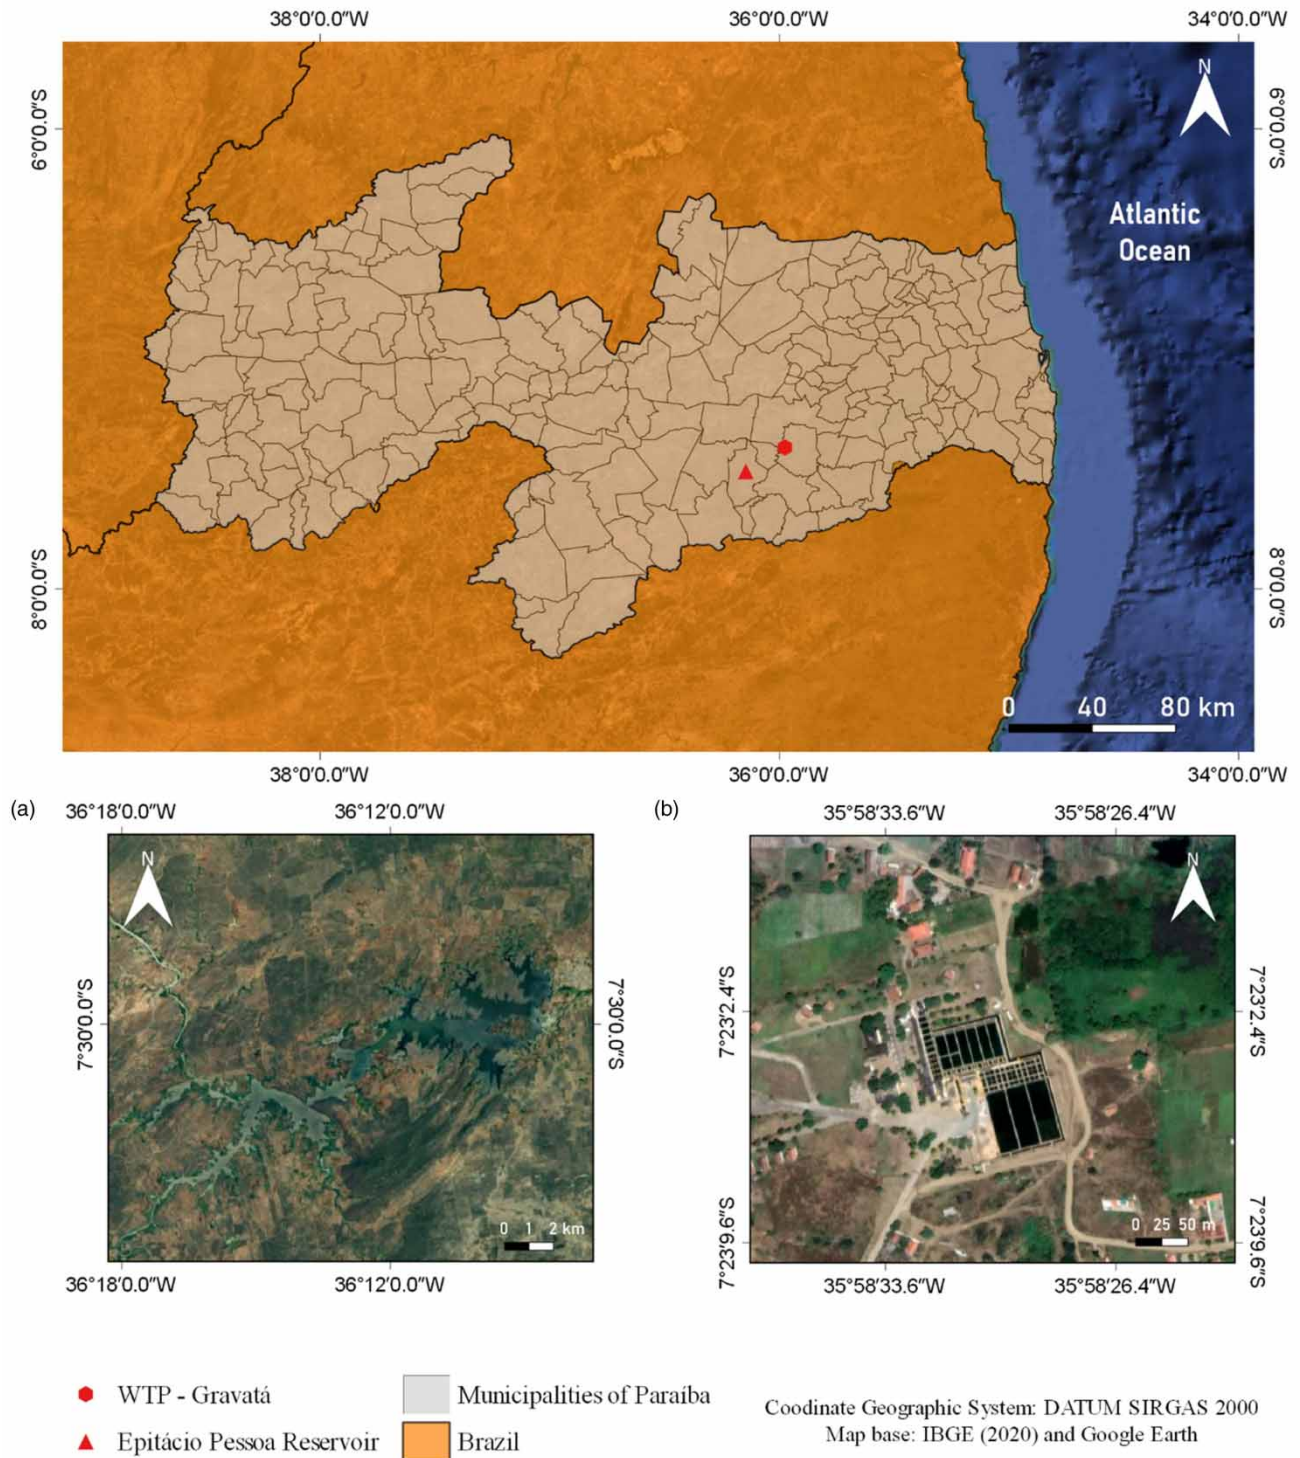 38°0'0.0"W 36°0'0.0"W 34°0'0.0"W
N
6°0'0.0"S
6°0'0.0"S
Atlantic
Ocean
8°0'0.0"S
8°0'0.0"S
0 40 80 km
38°0'0.0"W 36°0'0.0"W 34°0'0.0"W
(a) 36°18'0.0"W 36°12'0.0"W
N
7°30'0.0"S
7°30'0.0"S
0 1 2 km
36°18'0.0"W 36°12'0.0"W
(b) 35°58'33.6"W 35°58'26.4"W
N
7°23'2.4"S
7°23'2.4"S
7°23'9.6"S
7°23'9.6"S
0 25 50 m
35°58'33.6"W 35°58'26.4"W
WTP - Gravatá
Epitácio Pessoa Reservoir
Municipalities of Paraíba
Brazil
Coodinate Geographic System: DATUM SIRGAS 2000
Map base: IBGE (2020) and Google Earth